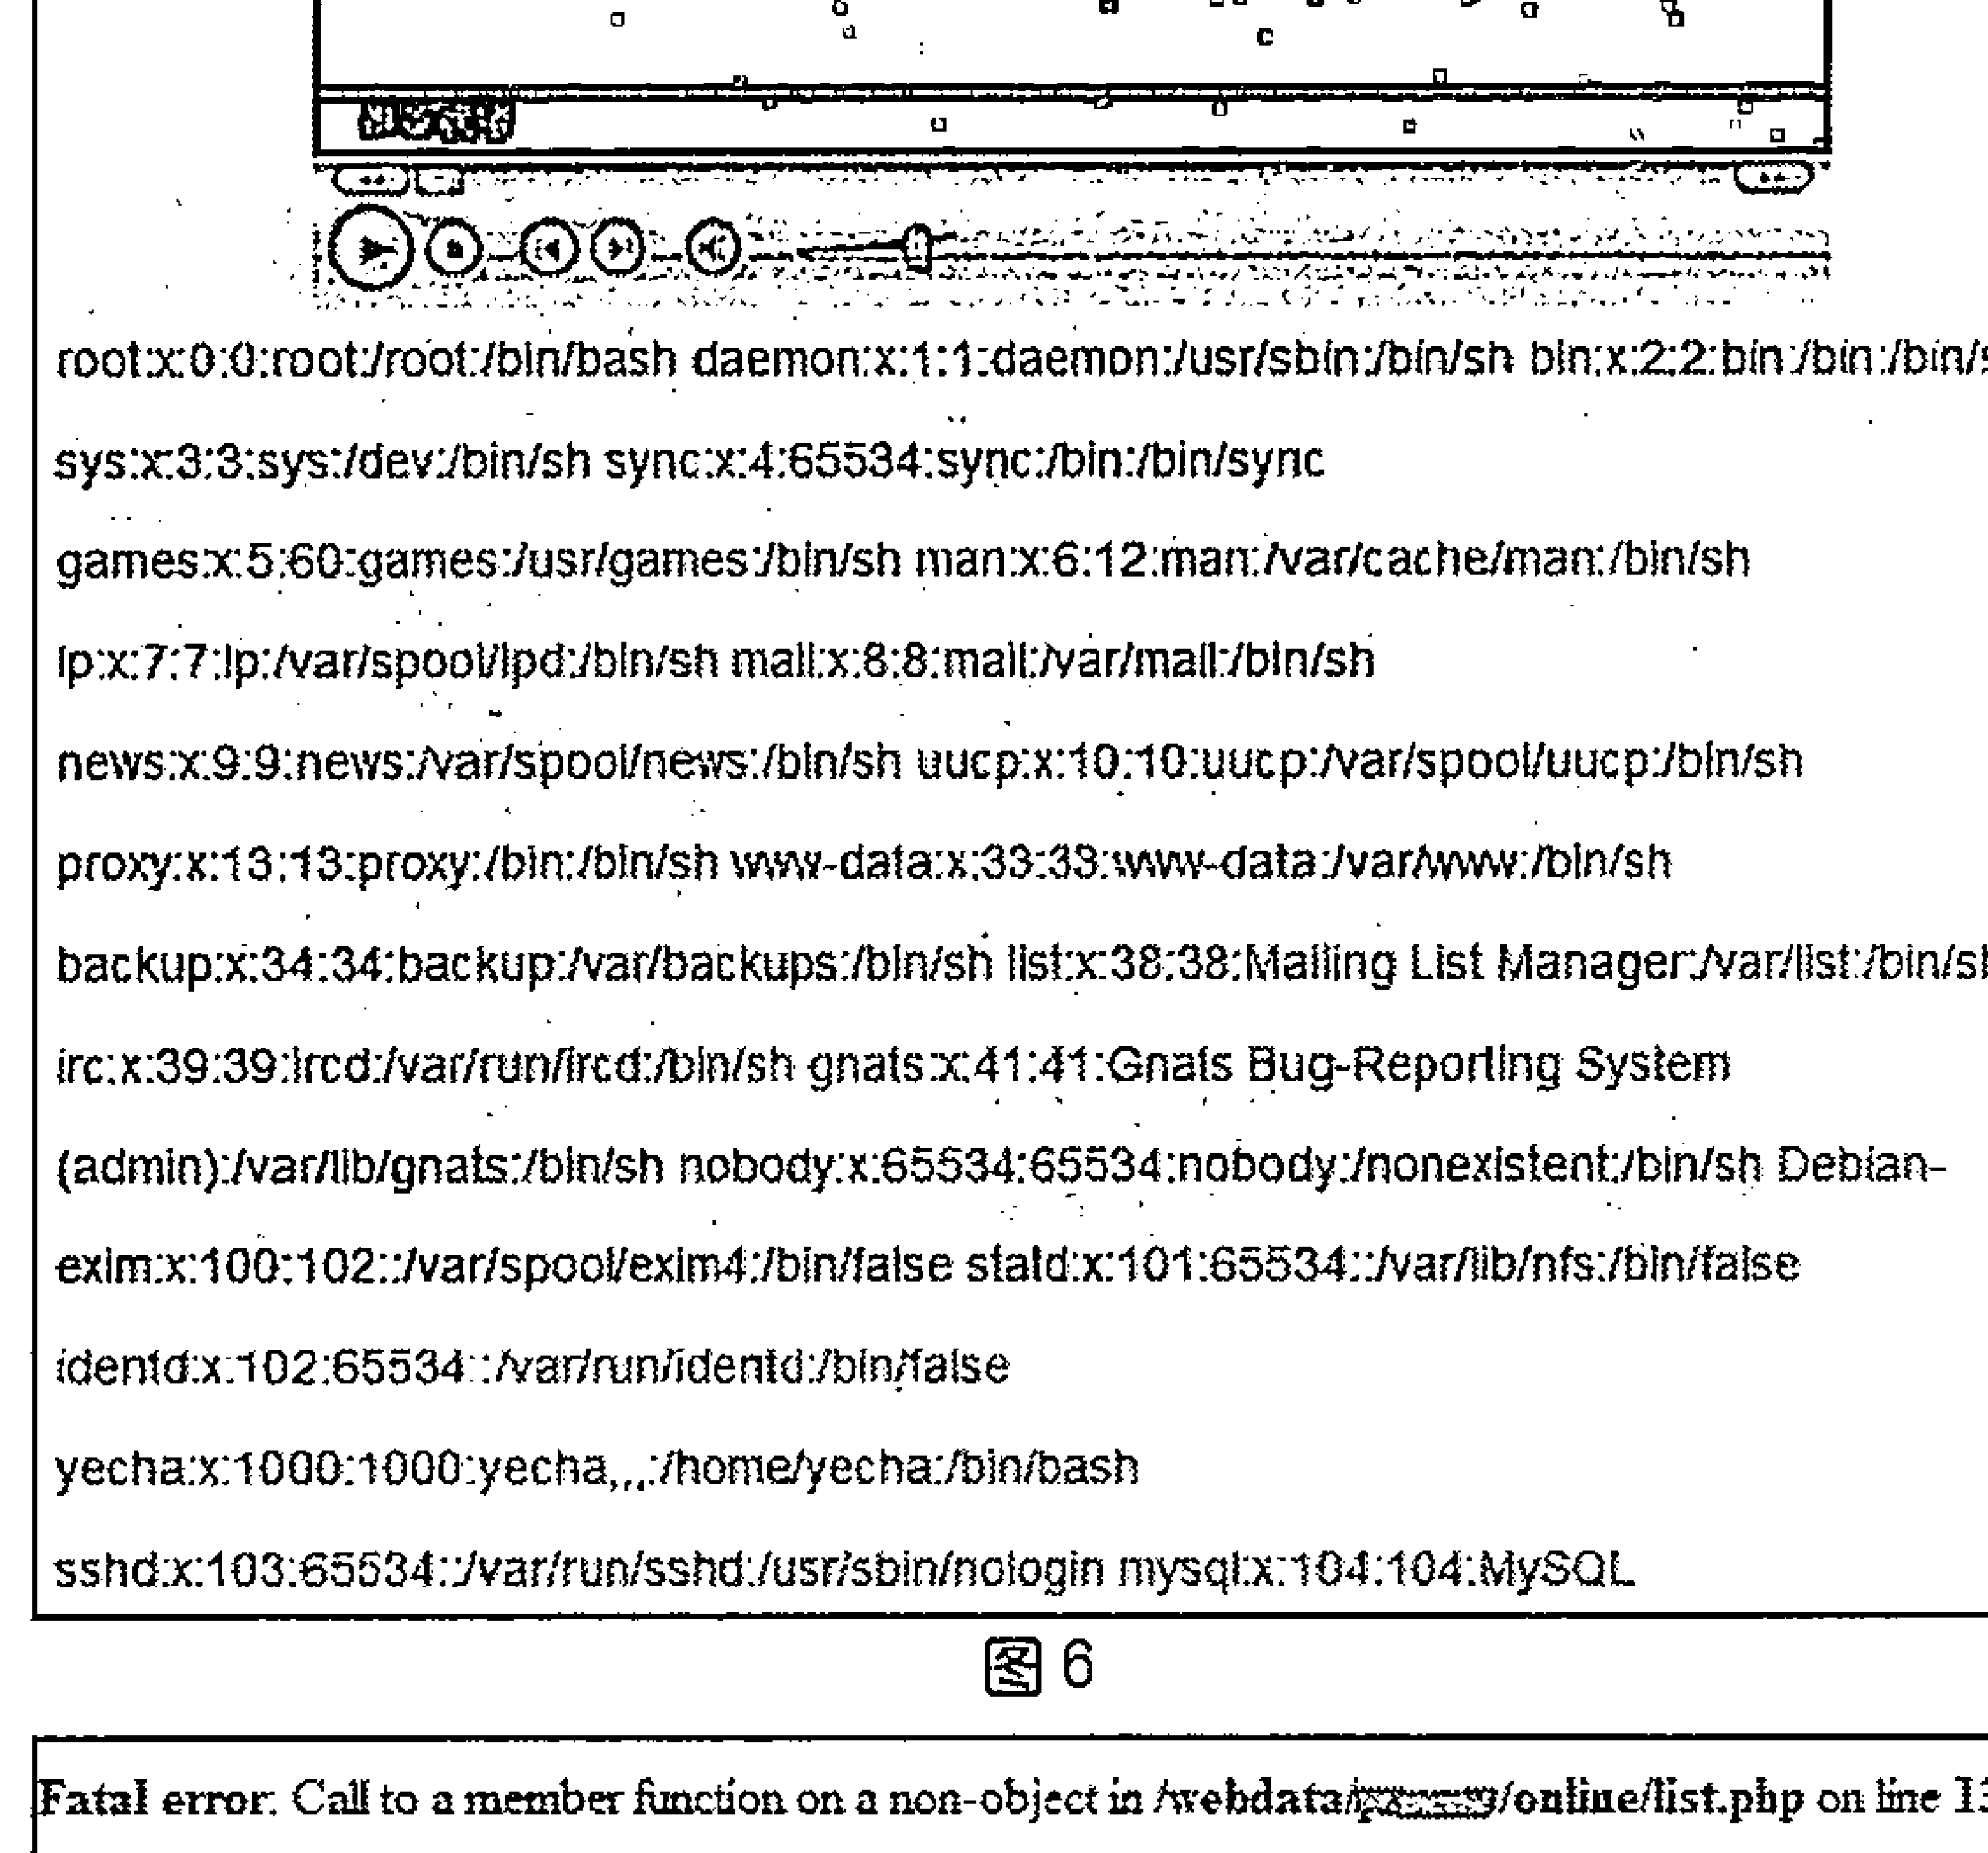 root:x:0:0:root:/root:/bin/bash daemon:x:1:1:daemon:/usr/sbin:/bin/sh bin:x:2:2:bin:/bin:/bin/s
sys:x:3:3:sys:/dev:/bin/sh sync:x:4:65534:sync:/bin:/bin/sync
games:x:5:60:games:/usr/games:/bin/sh man:x:6:12:man:/var/cache/man:/bin/sh
lp:x:7:7:lp:/var/spool/lpd:/bin/sh mail:x:8:8:mail:/var/mail:/bin/sh
news:x:9:9:news:/var/spool/news:/bin/sh uucp:x:10:10:uucp:/var/spool/uucp:/bin/sh
proxy:x:13:13:proxy:/bin:/bin/sh www-data:x:33:33:www-data:/var/www:/bin/sh
backup:x:34:34:backup:/var/backups:/bin/sh list:x:38:38:Mailing List Manager:/var/list:/bin/sh
irc:x:39:39:ircd:/var/run/ircd:/bin/sh gnats:x:41:41:Gnats Bug-Reporting System
(admin):/var/lib/gnats:/bin/sh nobody:x:65534:65534:nobody:/nonexistent:/bin/sh Debian-
exim:x:100:102::/var/spool/exim4:/bin/false statd:x:101:65534::/var/lib/nfs:/bin/false
identd:x:102:65534::/var/run/identd:/bin/false
yecha:x:1000:1000:yecha,,,:/home/yecha:/bin/bash
sshd:x:103:65534::/var/run/sshd:/usr/sbin/nologin mysql:x:104:104:MySQL
图 6
Fatal error: Call to a member function on a non-object in /webdata/ /online/list.php on line 13